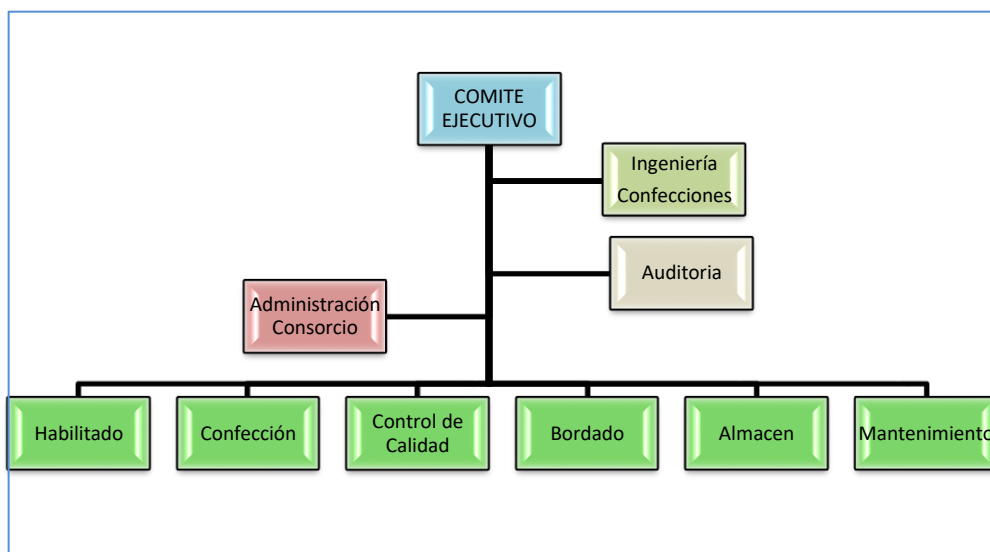 COMITE
EJECUTIVO
Ingeniería
Confecciones
Auditoria
Administración
Consorcio
Habilitado
Confección
Control de
Calidad
Bordado
Almacen
Mantenimiento